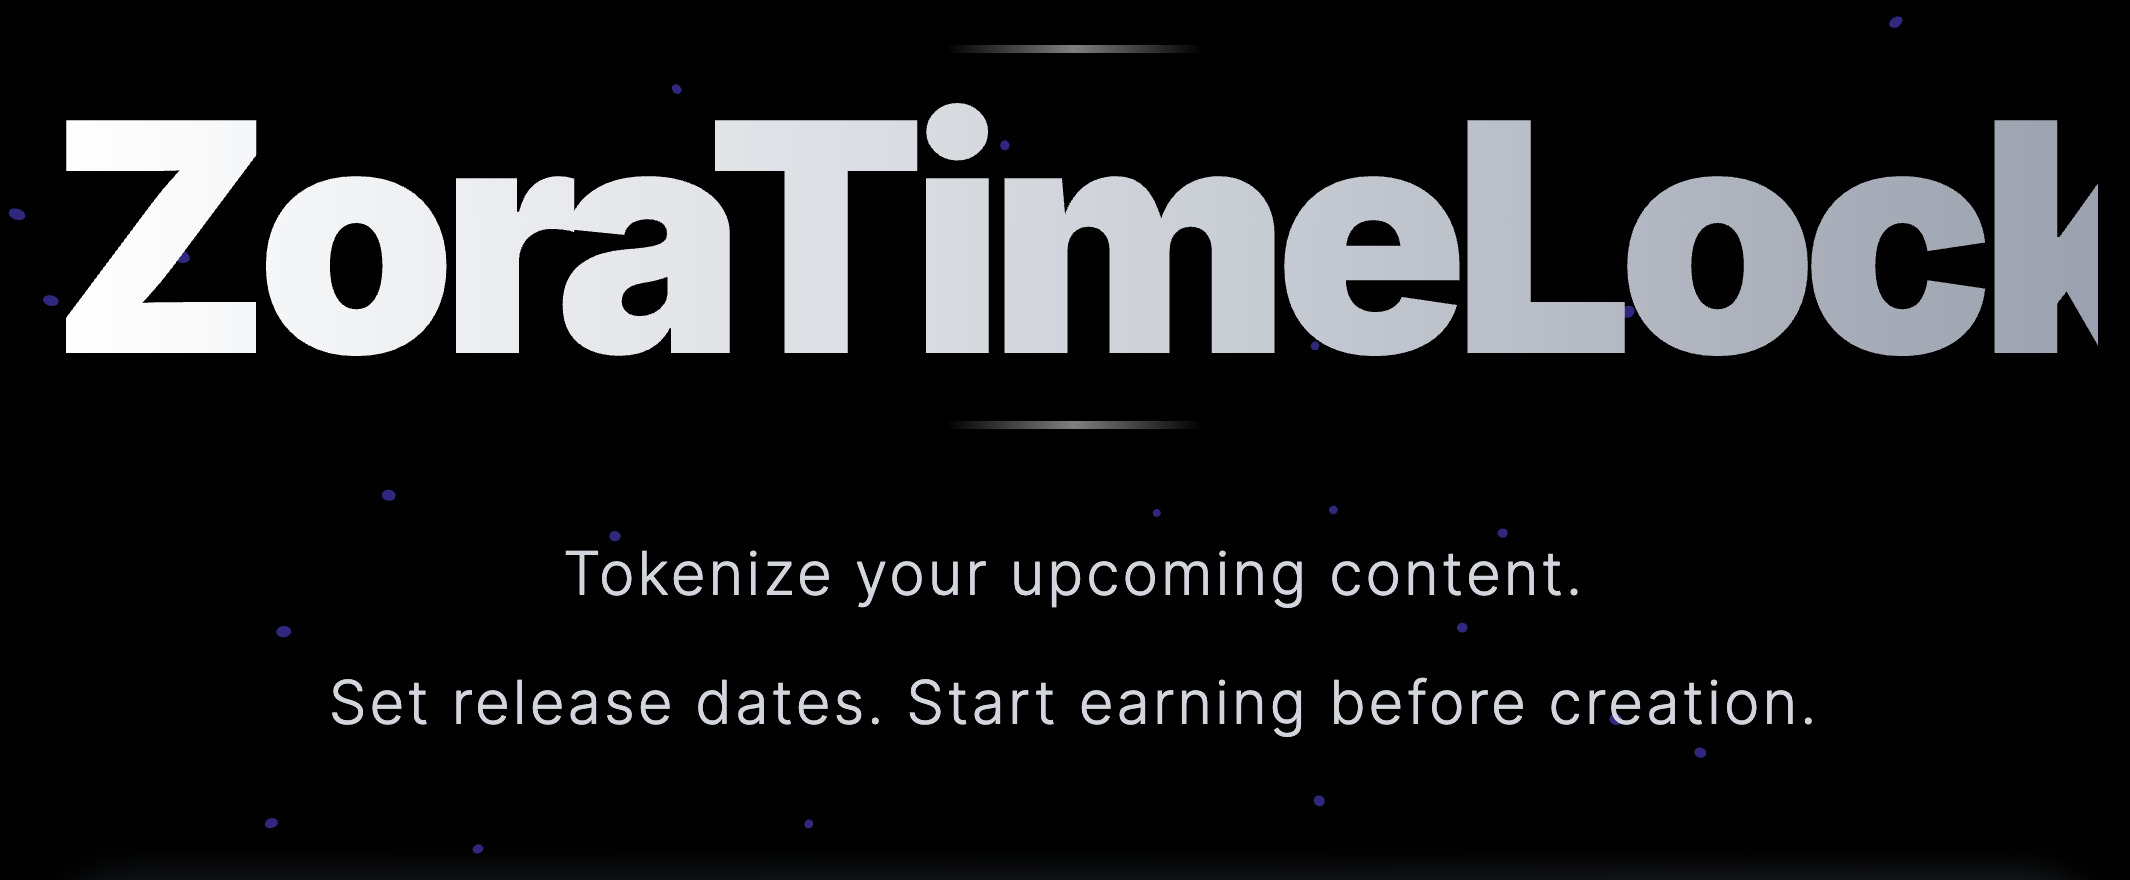 ZoraTimeLock
Tokenize your upcoming content.
Set release dates. Start earning before creation.